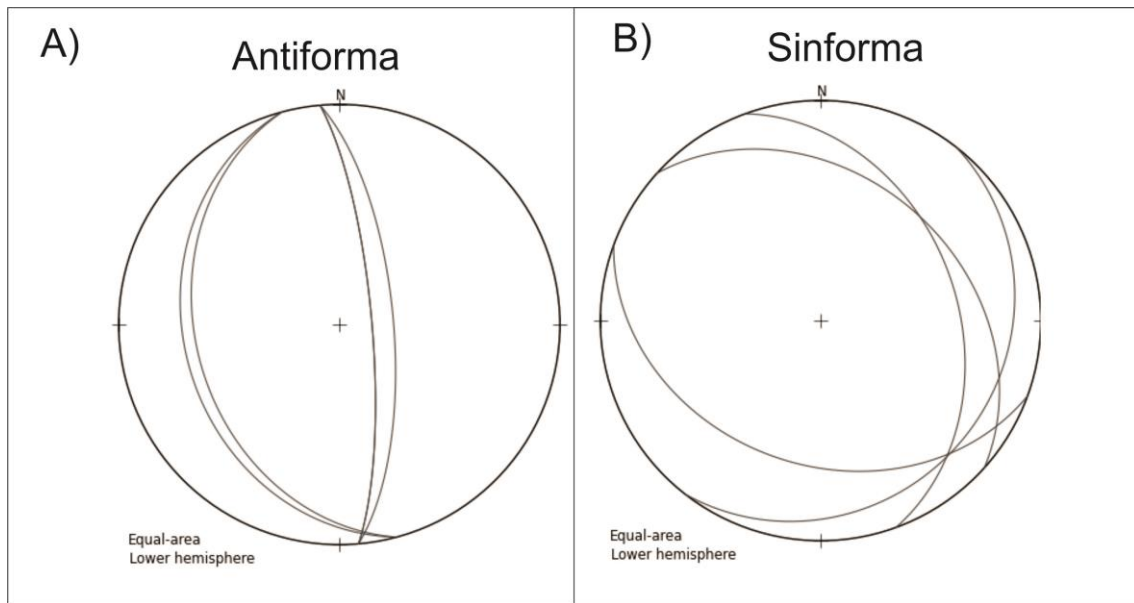 A)
Antiforma
N
Equal-area
Lower hemisphere
B)
Sinforma
N
Equal-area
Lower hemisphere